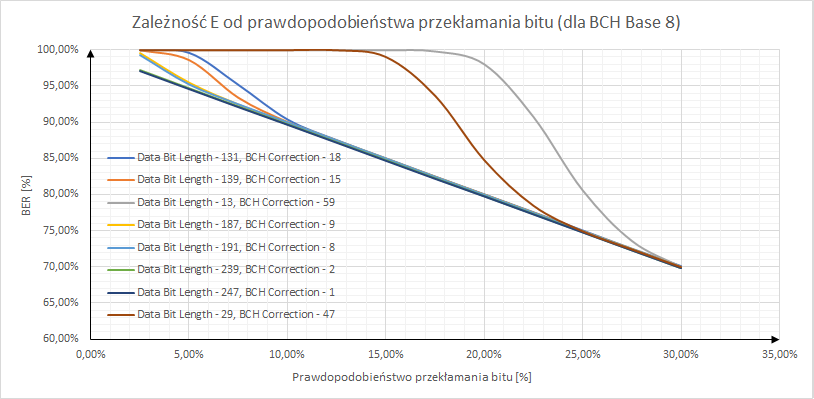 Zależność E od prawdopodobieństwa przekłamania bitu (dla BCH Base 8)
100,00%
95,00%
90,00%
85,00%
80,00%
75,00%
70,00%
65,00%
60,00%
BER [%]
Data Bit Length - 131, BCH Correction - 18
Data Bit Length - 139, BCH Correction - 15
Data Bit Length - 13, BCH Correction - 59
Data Bit Length - 187, BCH Correction - 9
Data Bit Length - 191, BCH Correction - 8
Data Bit Length - 239, BCH Correction - 2
Data Bit Length - 247, BCH Correction - 1
Data Bit Length - 29, BCH Correction - 47
0,00% 5,00% 10,00% 15,00% 20,00% 25,00% 30,00% 35,00%
Prawdopodobieństwo przekłamania bitu [%]